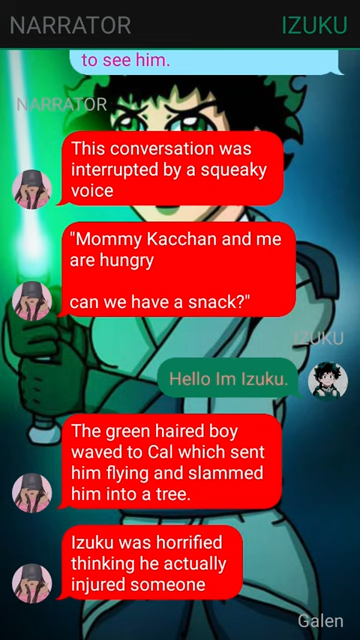 NARRATOR IZUKU
to see him.
NARRATOR
This conversation was
interrupted by a squeaky
voice
"Mommy Kacchan and me
are hungry
can we have a snack?"
IZUKU
Hello Im Izuku.
The green haired boy
waved to Cal which sent
him flying and slammed
him into a tree.
Izuku was horrified
thinking he actually
injured someone
Galen